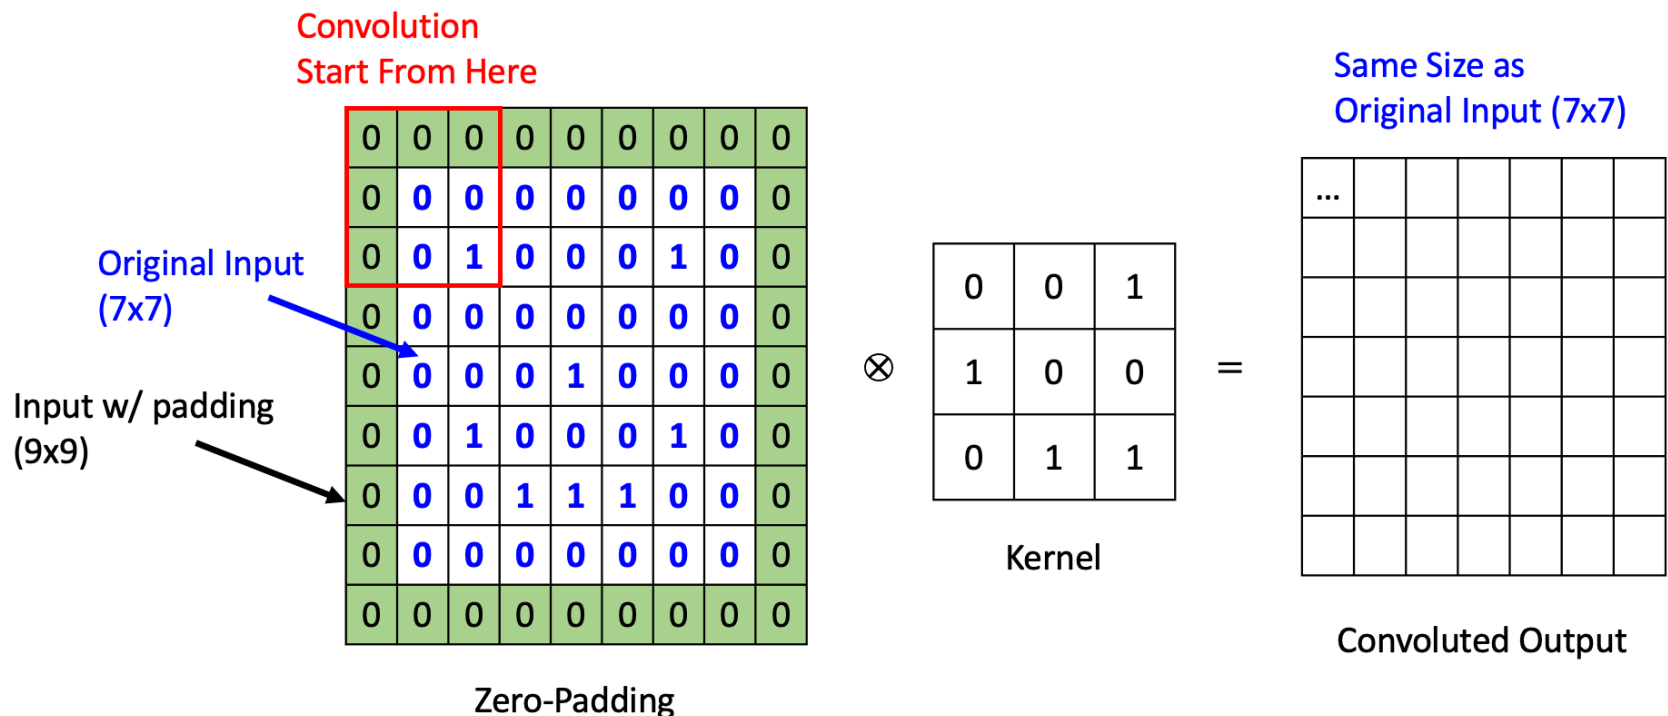 Convolution
Start From Here
Same Size as
Original Input (7x7)
0 0 0 0 0 0 0 0 0
0 0 0 0 0 0 0 0 0
0 0 1 0 0 0 1 0 0
0 0 0 0 0 0 0 0 0
0 0 0 0 1 0 0 0 0
0 0 1 0 0 0 1 0 0
0 0 0 1 1 1 0 0 0
0 0 0 0 0 0 0 0 0
0 0 0 0 0 0 0 0 0
Original Input
(7x7)
Input w/ padding
(9x9)
Zero-Padding
⊗
0 0 1
1 0 0
0 1 1
Kernel
=
...
Convoluted Output